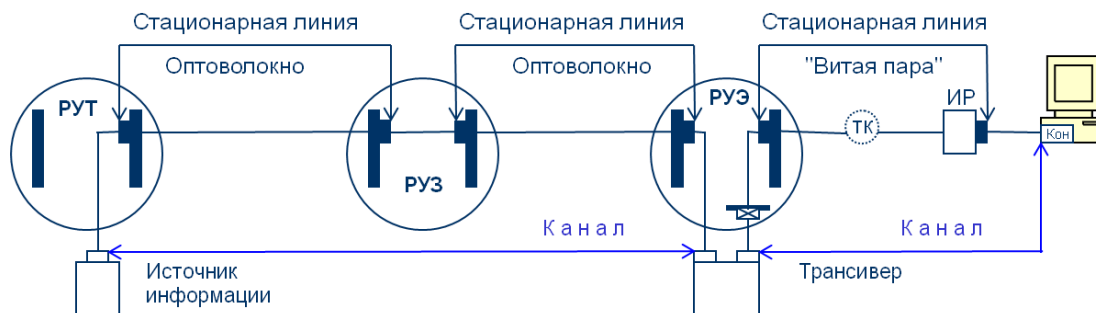 Стационарная линия
Стационарная линия
Стационарная линия
Оптоволокно
Оптоволокно
"Витая пара"
РУТ
РУЗ
РУЭ
ТК
ИР
Кон
Канал
Канал
Источник
информации
Трансивер